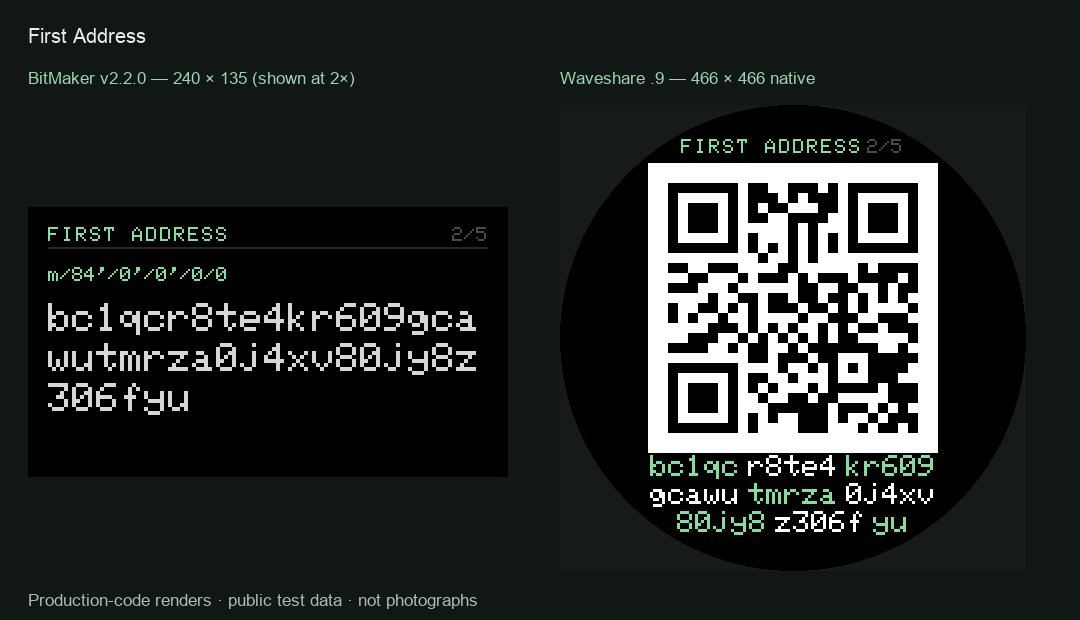 First Address
BitMaker v2.2.0 — 240 × 135 (shown at 2×)
Waveshare .9 — 466 × 466 native
FIRST ADDRESS 2/5
m/84'/0'/0'/0/0
bc1qcr8te4kr609gca
wutmrza0j4xv80jy8z
306fyu
FIRST ADDRESS 2/5
bc1qc r8te4 kr609
gcawu tmrza 0j4xv
80jy8 z306f yu
Production-code renders · public test data · not photographs